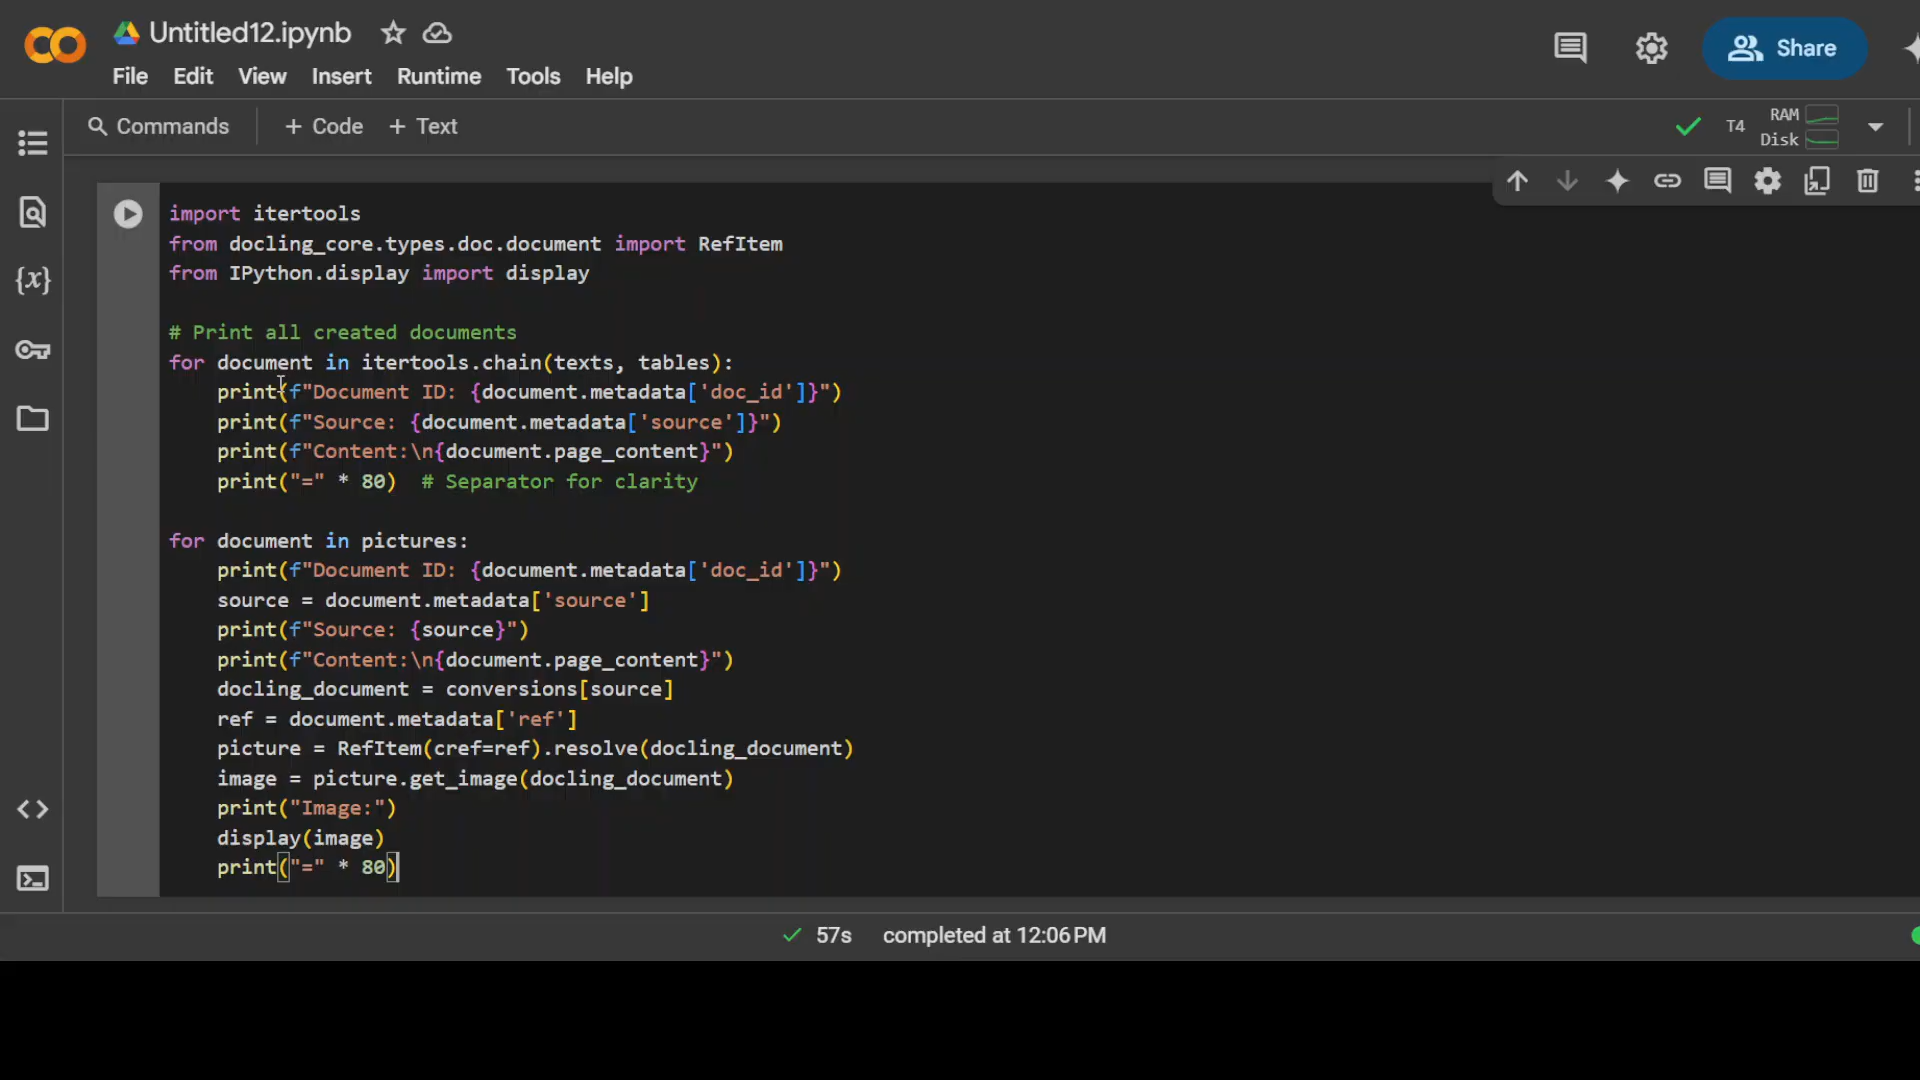 Untitled12.ipynb
File Edit View Insert Runtime Tools Help
Share
Commands + Code + Text
T4 RAM
Disk
import itertools
from docling_core.types.doc.document import RefItem
from IPython.display import display
# Print all created documents
for document in itertools.chain(texts, tables):
    print(f"Document ID: {document.metadata['doc_id']}")
    print(f"Source: {document.metadata['source']}")
    print(f"Content:\n{document.page_content}")
    print("=" * 80)  # Separator for clarity
for document in pictures:
    print(f"Document ID: {document.metadata['doc_id']}")
    source = document.metadata['source']
    print(f"Source: {source}")
    print(f"Content:\n{document.page_content}")
    docling_document = conversions[source]
    ref = document.metadata['ref']
    picture = RefItem(cref=ref).resolve(docling_document)
    image = picture.get_image(docling_document)
    print("Image:")
    display(image)
    print("=" * 80)
57s completed at 12:06 PM